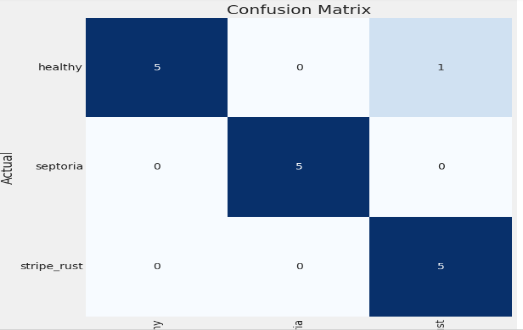 Confusion Matrix
healthy 5 0 1
septoria 0 5 0
stripe_rust 0 0 5
Actual